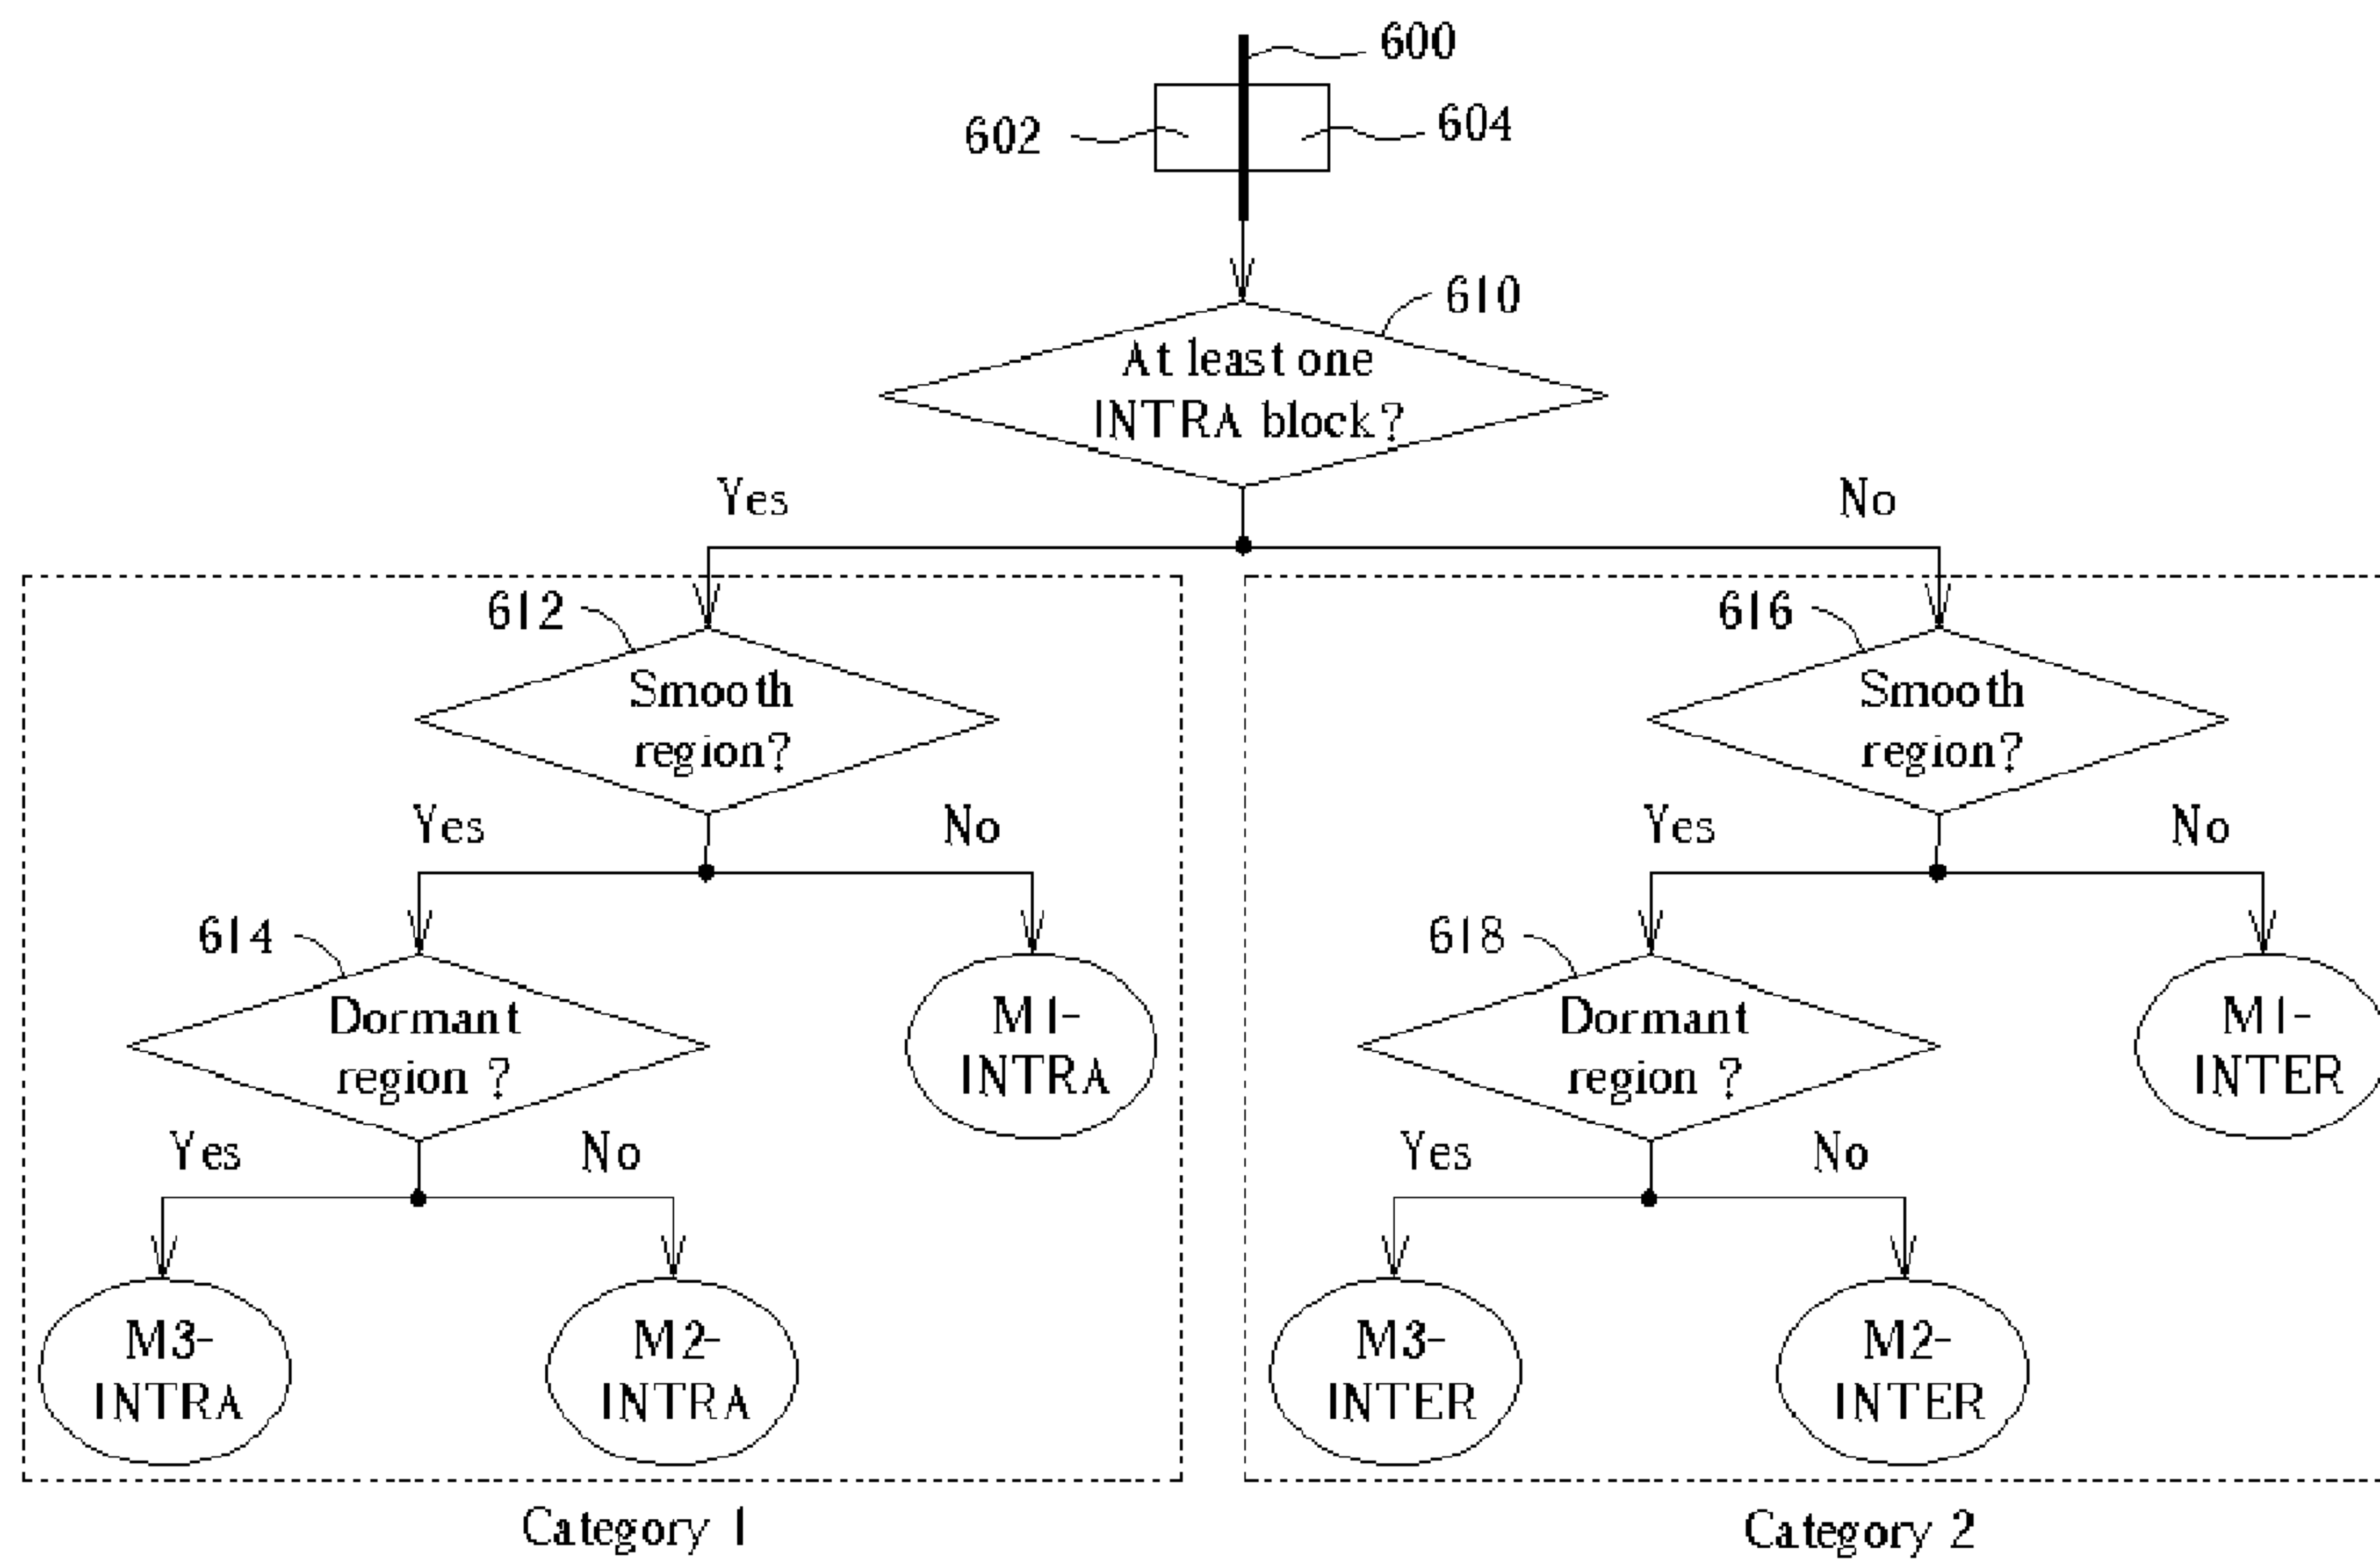 600
602
604
610
At least one
INTRA block?
Yes
No
612
616
Smooth
region?
Smooth
region?
Yes
No
Yes
No
614
618
Dormant
region ?
M1-
INTRA
Dormant
region ?
M1-
INTER
Yes
No
Yes
No
M3-
INTRA
M2-
INTRA
M3-
INTER
M2-
INTER
Category 1
Category 2